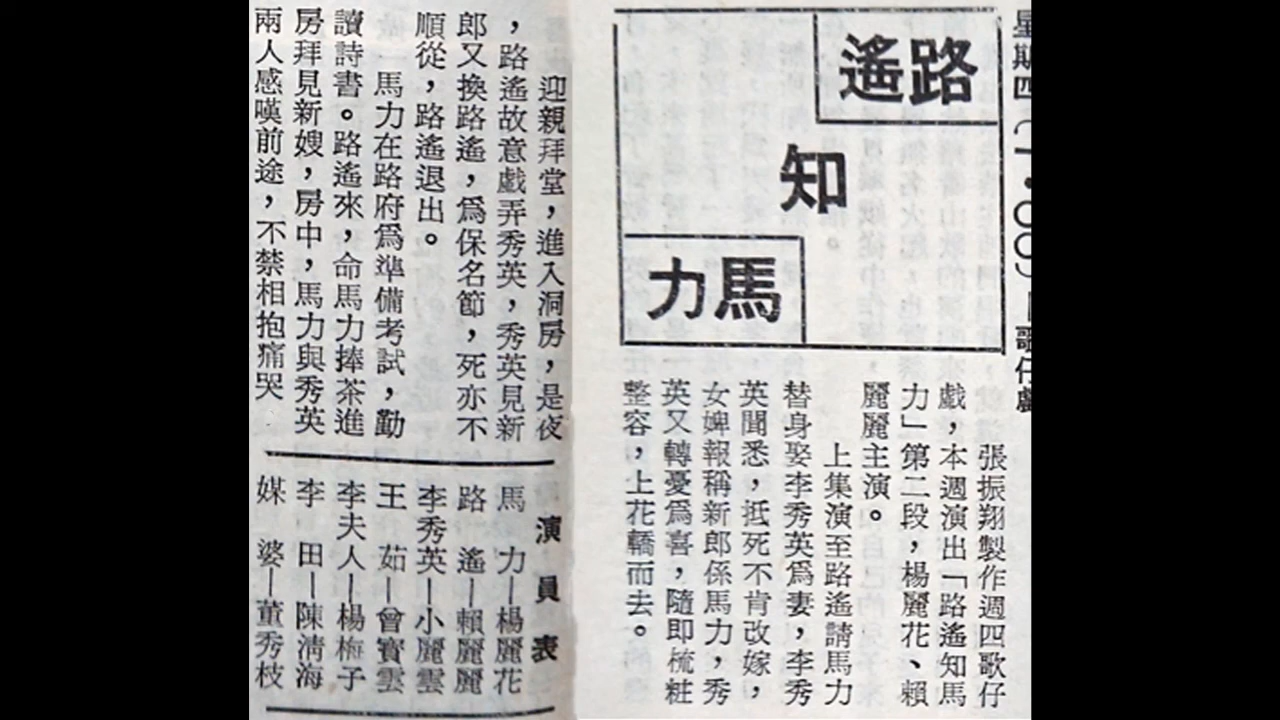 星期四（一•○○）｜歌仔戲
路遙
知
馬力
張振翔製作週四歌仔
戲，本週演出「路遙知馬
力」第二段，楊麗花、賴
麗麗主演。
上集演至路遙請馬力
替身娶李秀英為妻，李秀
英聞悉，抵死不肯改嫁，
女婢報稱新郎係馬力，秀
英又轉憂為喜，隨即梳粧
整容，上花轎而去。
迎親拜堂，進入洞房，是夜
，路遙故意戲弄秀英，秀英見新
郎又換路遙，為保名節，死亦不
順從，路遙退出。
馬力在路府為準備考試，勤
讀詩書。路遙來，命馬力捧茶進
房拜見新嫂，房中，馬力與秀英
兩人感嘆前途，不禁相抱痛哭
演員表
馬　力—楊麗花
路　遙—賴麗麗
李秀英—小麗雲
王　茹—曾寶雲
李夫人—楊梅子
李　田—陳清海
媒　婆—董秀枝